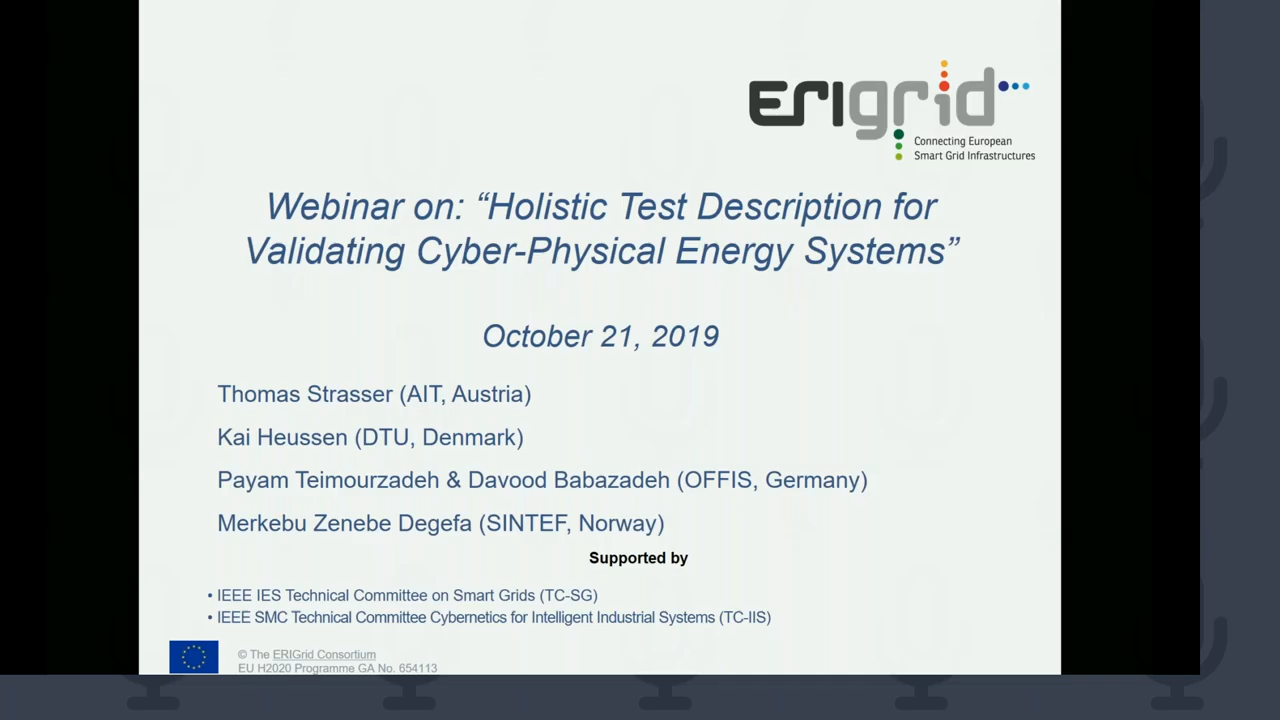 ERIgrid
Connecting European
Smart Grid Infrastructures
Webinar on: “Holistic Test Description for
Validating Cyber-Physical Energy Systems”
October 21, 2019
Thomas Strasser (AIT, Austria)
Kai Heussen (DTU, Denmark)
Payam Teimourzadeh & Davood Babazadeh (OFFIS, Germany)
Merkebu Zenebe Degefa (SINTEF, Norway)
Supported by
• IEEE IES Technical Committee on Smart Grids (TC-SG)
• IEEE SMC Technical Committee Cybernetics for Intelligent Industrial Systems (TC-IIS)
© The ERIGrid Consortium
EU H2020 Programme GA No. 654113